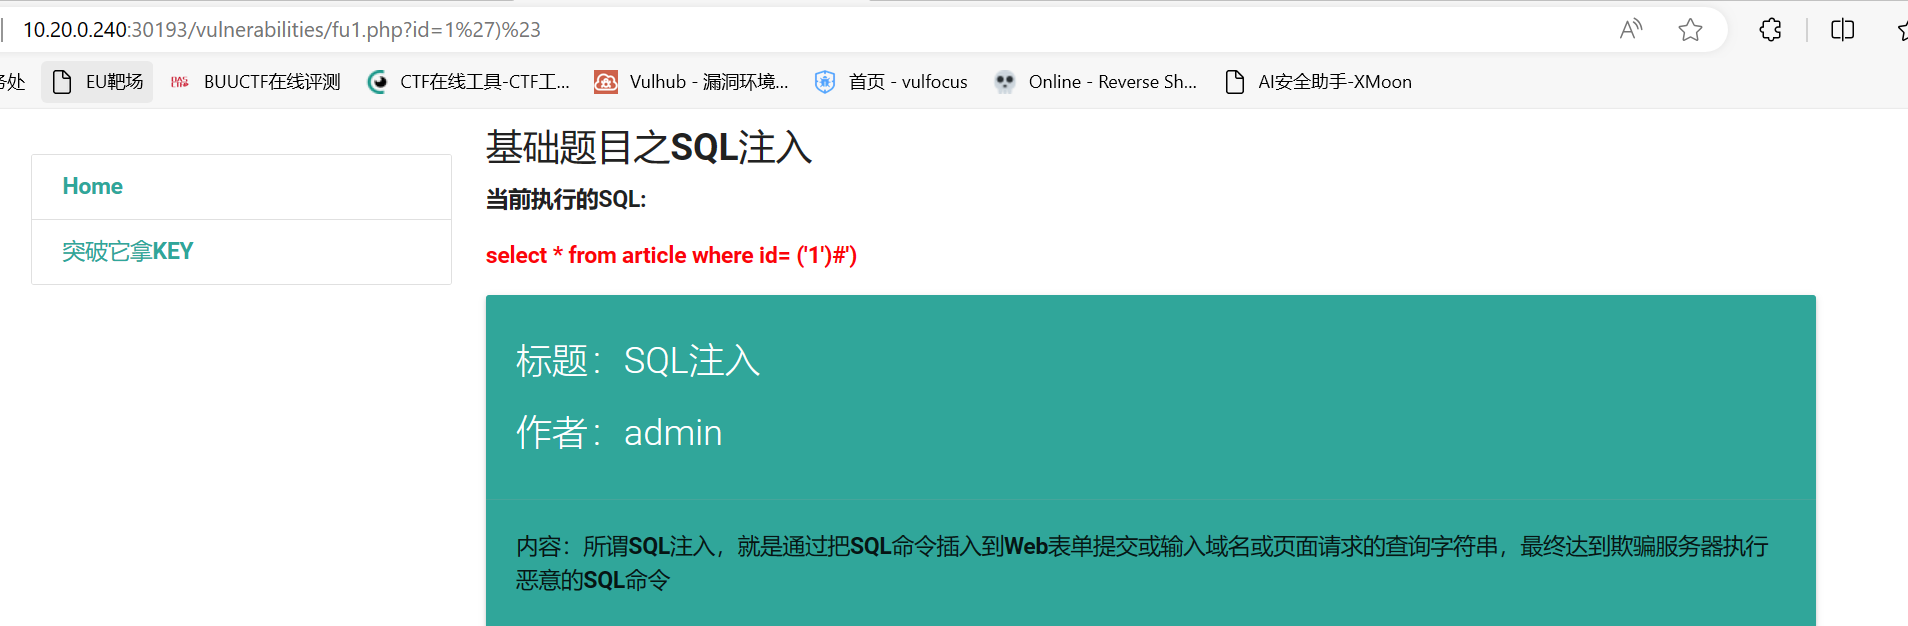 10.20.0.240:30193/vulnerabilities/fu1.php?id=1%27)%23
务处 EU靶场 BUUCTF在线评测 CTF在线工具-CTF工... Vulhub - 漏洞环境... 首页 - vulfocus Online - Reverse Sh... AI安全助手-XMoon
Home
突破它拿KEY
基础题目之SQL注入
当前执行的SQL:
select * from article where id= ('1')#')
标题：SQL注入
作者：admin
内容：所谓SQL注入，就是通过把SQL命令插入到Web表单提交或输入域名或页面请求的查询字符串，最终达到欺骗服务器执行
恶意的SQL命令